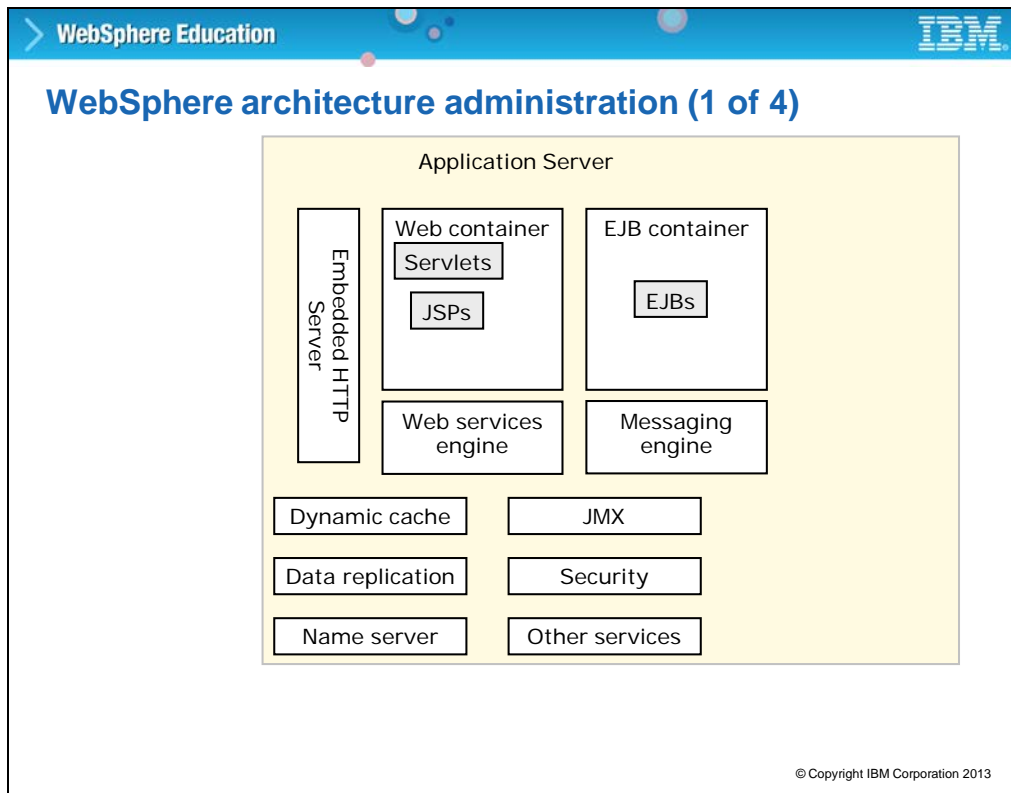 WebSphere Education
IBM.
WebSphere architecture administration (1 of 4)
Application Server
Embedded HTTP
Server
Web container
Servlets
JSPs
EJB container
EJBs
Web services
engine
Messaging
engine
Dynamic cache
JMX
Data replication
Security
Name server
Other services
© Copyright IBM Corporation 2013